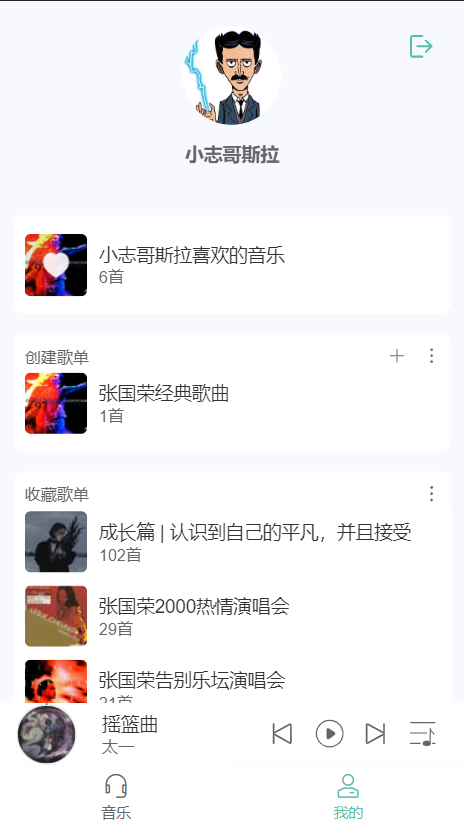 小志哥斯拉
小志哥斯拉喜欢的音乐
6首
创建歌单
张国荣经典歌曲
1首
收藏歌单
成长篇 | 认识到自己的平凡，并且接受
102首
张国荣2000热情演唱会
29首
张国荣告别乐坛演唱会
21首
摇篮曲
太一
音乐
我的